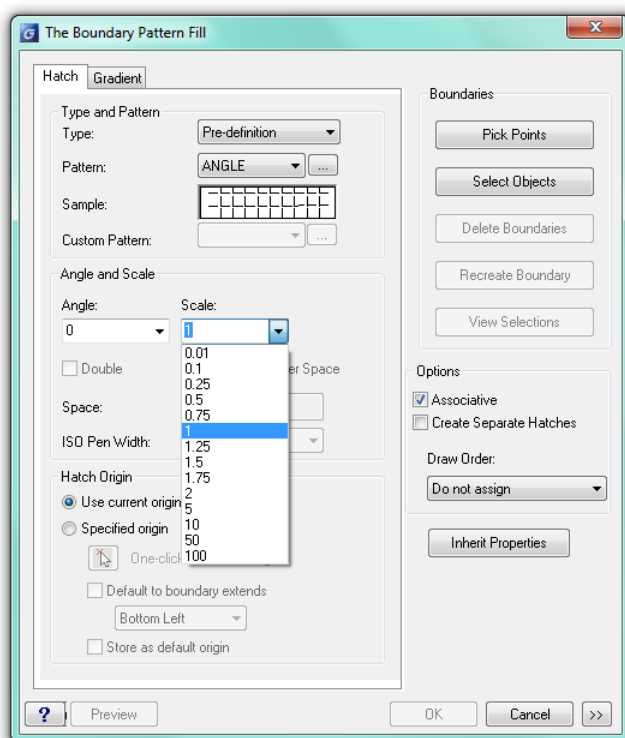 The Boundary Pattern Fill
Hatch
Gradient
Type and Pattern
Type: Pre-definition
Pattern: ANGLE ...
Sample:
Custom Pattern: ...
Angle and Scale
Angle: Scale:
0 1
0.01
0.1
0.25
0.5
0.75
1
1.25
1.5
1.75
2
5
10
50
100
Double
Space
Space:
ISO Pen Width:
Hatch Origin
Use current origin
Specified origin
One-click
Default to boundary extends
Bottom Left
Store as default origin
Boundaries
Pick Points
Select Objects
Delete Boundaries
Recreate Boundary
View Selections
Options
Associative
Create Separate Hatches
Draw Order:
Do not assign
Inherit Properties
? Preview OK Cancel >>